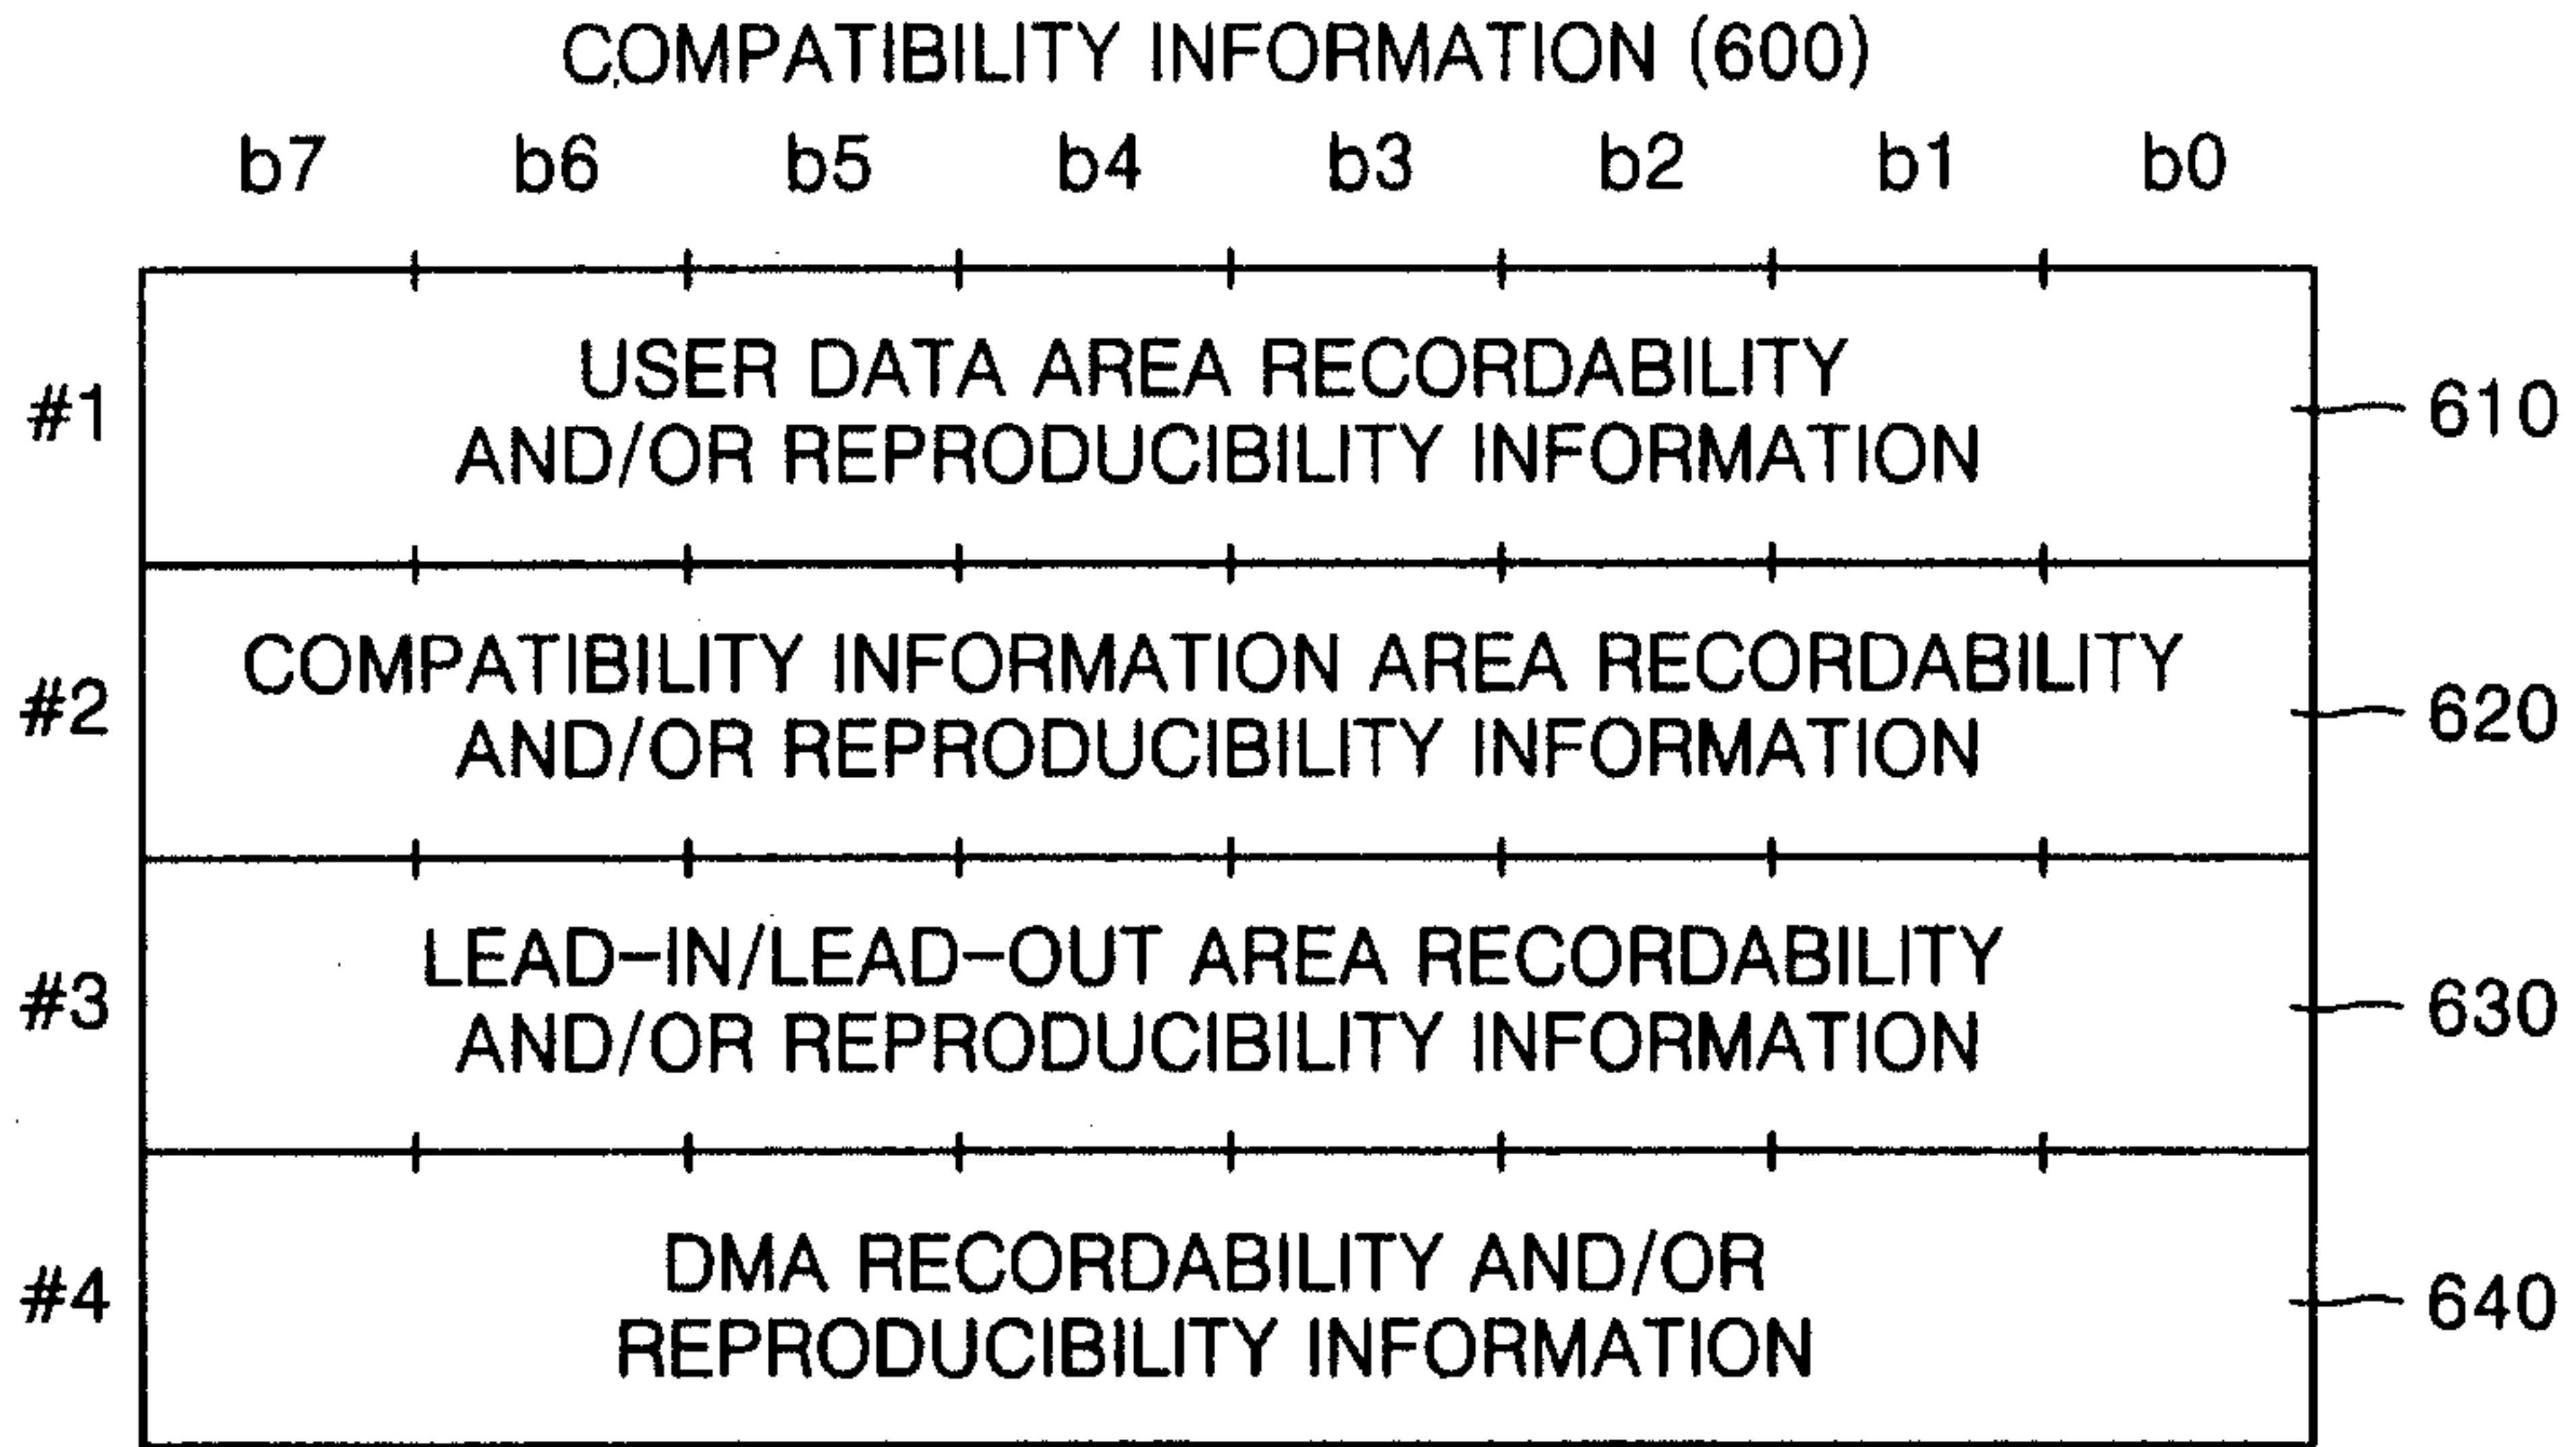 COMPATIBILITY INFORMATION (600)
b7 b6 b5 b4 b3 b2 b1 b0
#1 USER DATA AREA RECORDABILITY
AND/OR REPRODUCIBILITY INFORMATION 610
#2 COMPATIBILITY INFORMATION AREA RECORDABILITY
AND/OR REPRODUCIBILITY INFORMATION 620
#3 LEAD-IN/LEAD-OUT AREA RECORDABILITY
AND/OR REPRODUCIBILITY INFORMATION 630
#4 DMA RECORDABILITY AND/OR
REPRODUCIBILITY INFORMATION 640